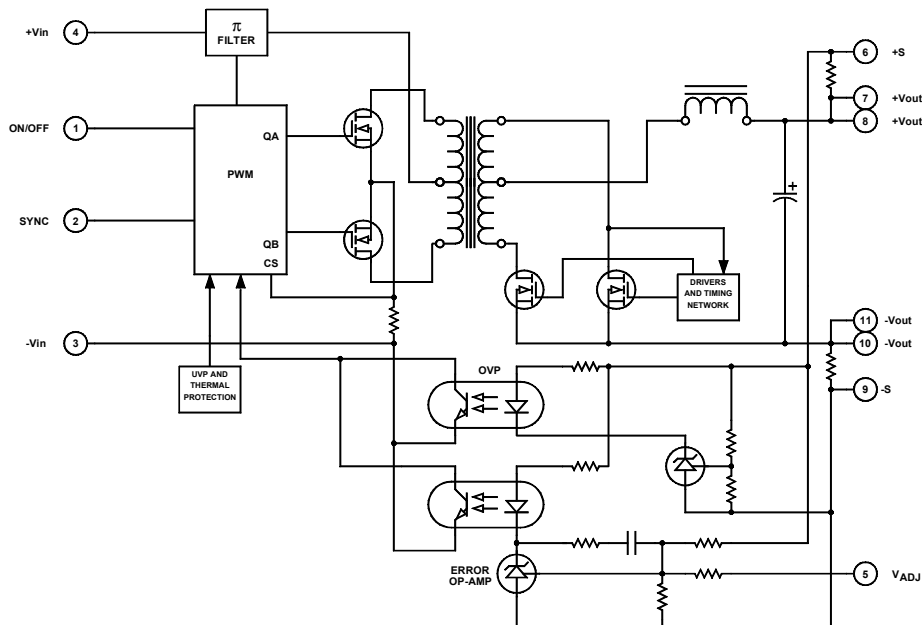 +Vin
4
π
FILTER
6
+S
7
+Vout
8
+Vout
ON/OFF
1
QA
PWM
SYNC
2
QB
CS
DRIVERS
AND TIMING
NETWORK
11
-Vout
10
-Vout
-Vin
3
OVP
UVP AND
THERMAL
PROTECTION
9
-S
ERROR
OP-AMP
5
VADJ